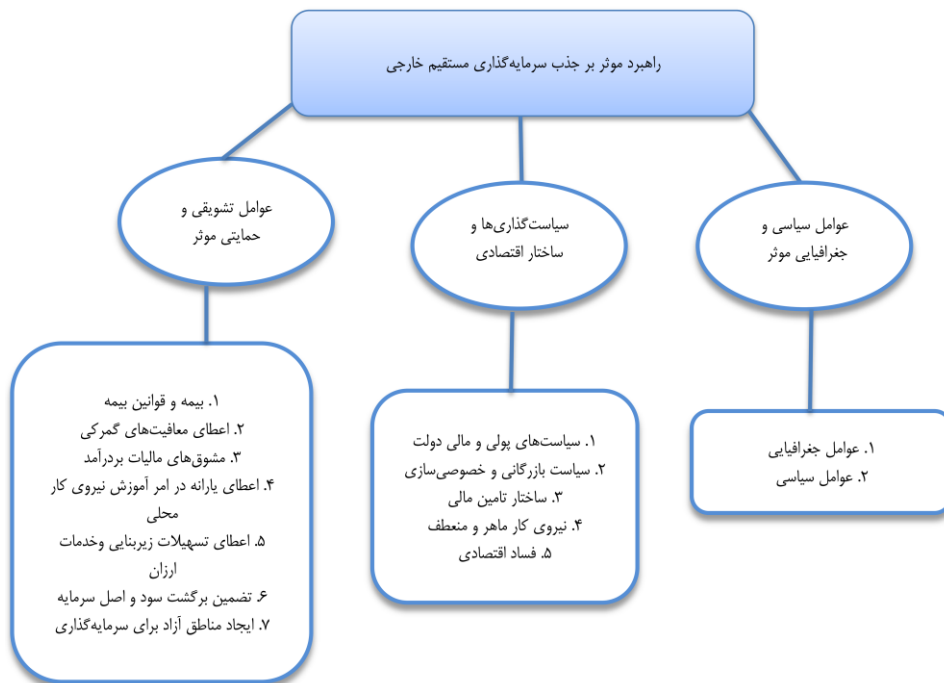 راهبرد موثر بر جذب سرمایه‌گذاری مستقیم خارجی
عوامل سیاسی و
جغرافیایی موثر
سیاست‌گذاری‌ها و
ساختار اقتصادی
عوامل تشویقی و
حمایتی موثر
۱. عوامل جغرافیایی
۲. عوامل سیاسی
۱. سیاست‌های پولی و مالی دولت
۲. سیاست بازرگانی و خصوصی‌سازی
۳. ساختار تامین مالی
۴. نیروی کار ماهر و منعطف
۵. فساد اقتصادی
۱. بیمه و قوانین بیمه
۲. اعطای معافیت‌های گمرکی
۳. مشوق‌های مالیات بردرآمد
۴. اعطای یارانه در امر آموزش نیروی کار
محلی
۵. اعطای تسهیلات زیربنایی وخدمات
ارزان
۶. تضمین برگشت سود و اصل سرمایه
۷. ایجاد مناطق آزاد برای سرمایه‌گذاری